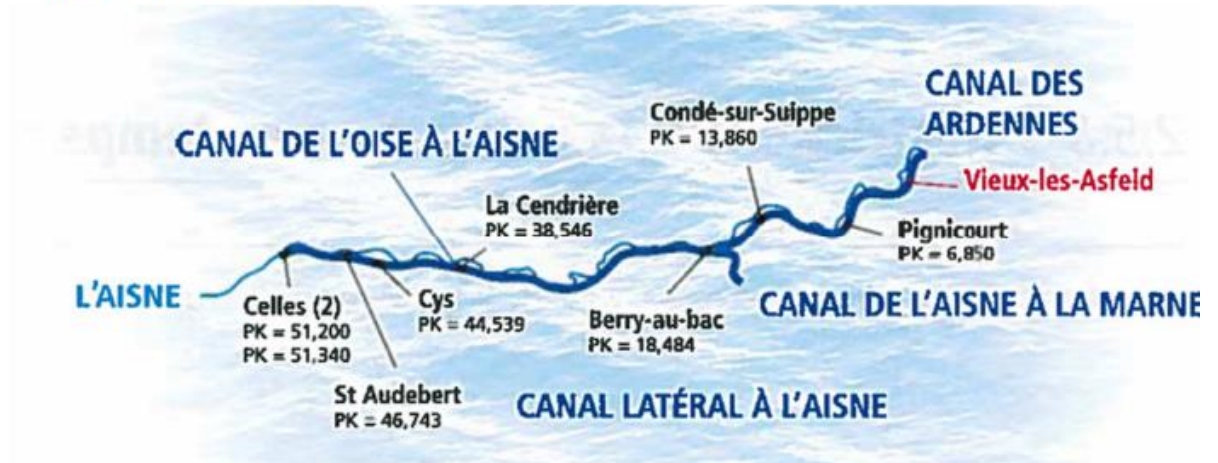 CANAL DES
ARDENNES
Condé-sur-Suippe
PK = 13,860
CANAL DE L'OISE À L'AISNE
Vieux-les-Asfeld
La Cendrière
PK = 38,546
Pignicourt
PK = 6,850
L'AISNE
Celles (2)
PK = 51,200
PK = 51,340
Cys
PK = 44,539
Berry-au-bac
PK = 18,484
CANAL DE L'AISNE À LA MARNE
St Audebert
PK = 46,743
CANAL LATÉRAL À L'AISNE